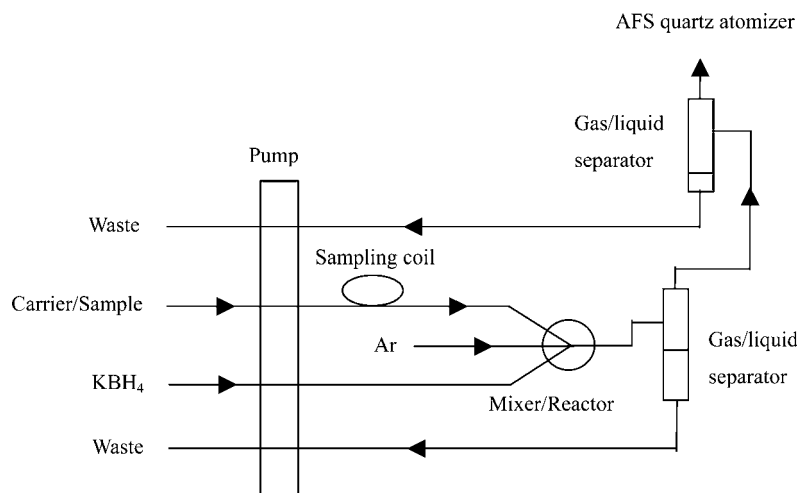 AFS quartz atomizer
Gas/liquid
separator
Pump
Waste
Sampling coil
Carrier/Sample
Ar
Gas/liquid
separator
KBH₄
Mixer/Reactor
Waste